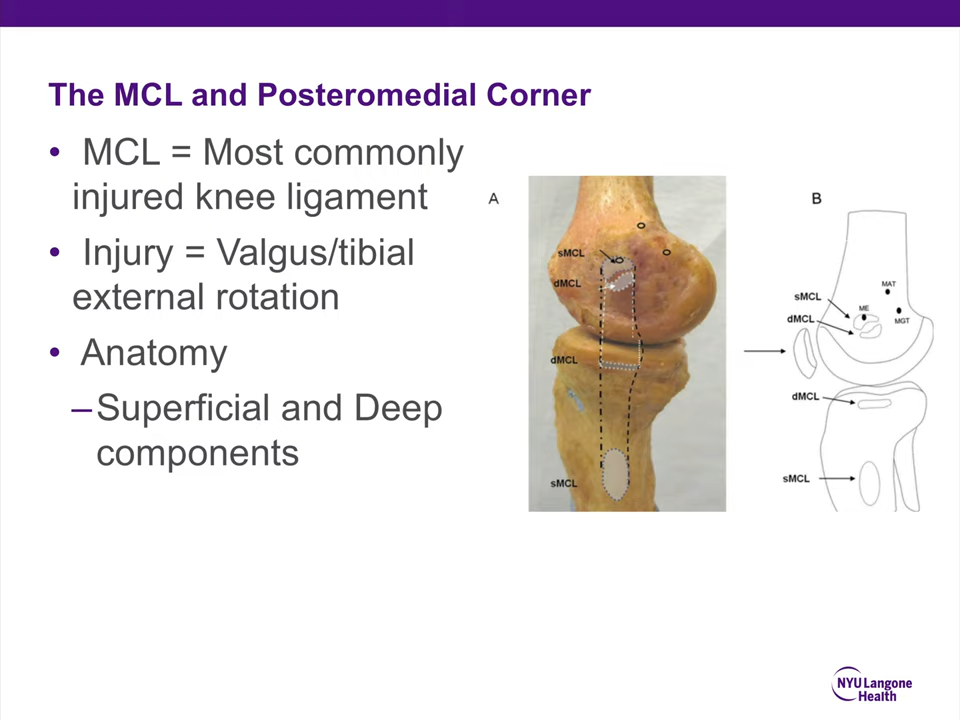 The MCL and Posteromedial Corner
• MCL = Most commonly
injured knee ligament
• Injury = Valgus/tibial
external rotation
• Anatomy
–Superficial and Deep
components
A
sMCL
dMCL
dMCL
sMCL
B
MAT
sMCL
ME
dMCL
MGT
dMCL
sMCL
NYU Langone
Health